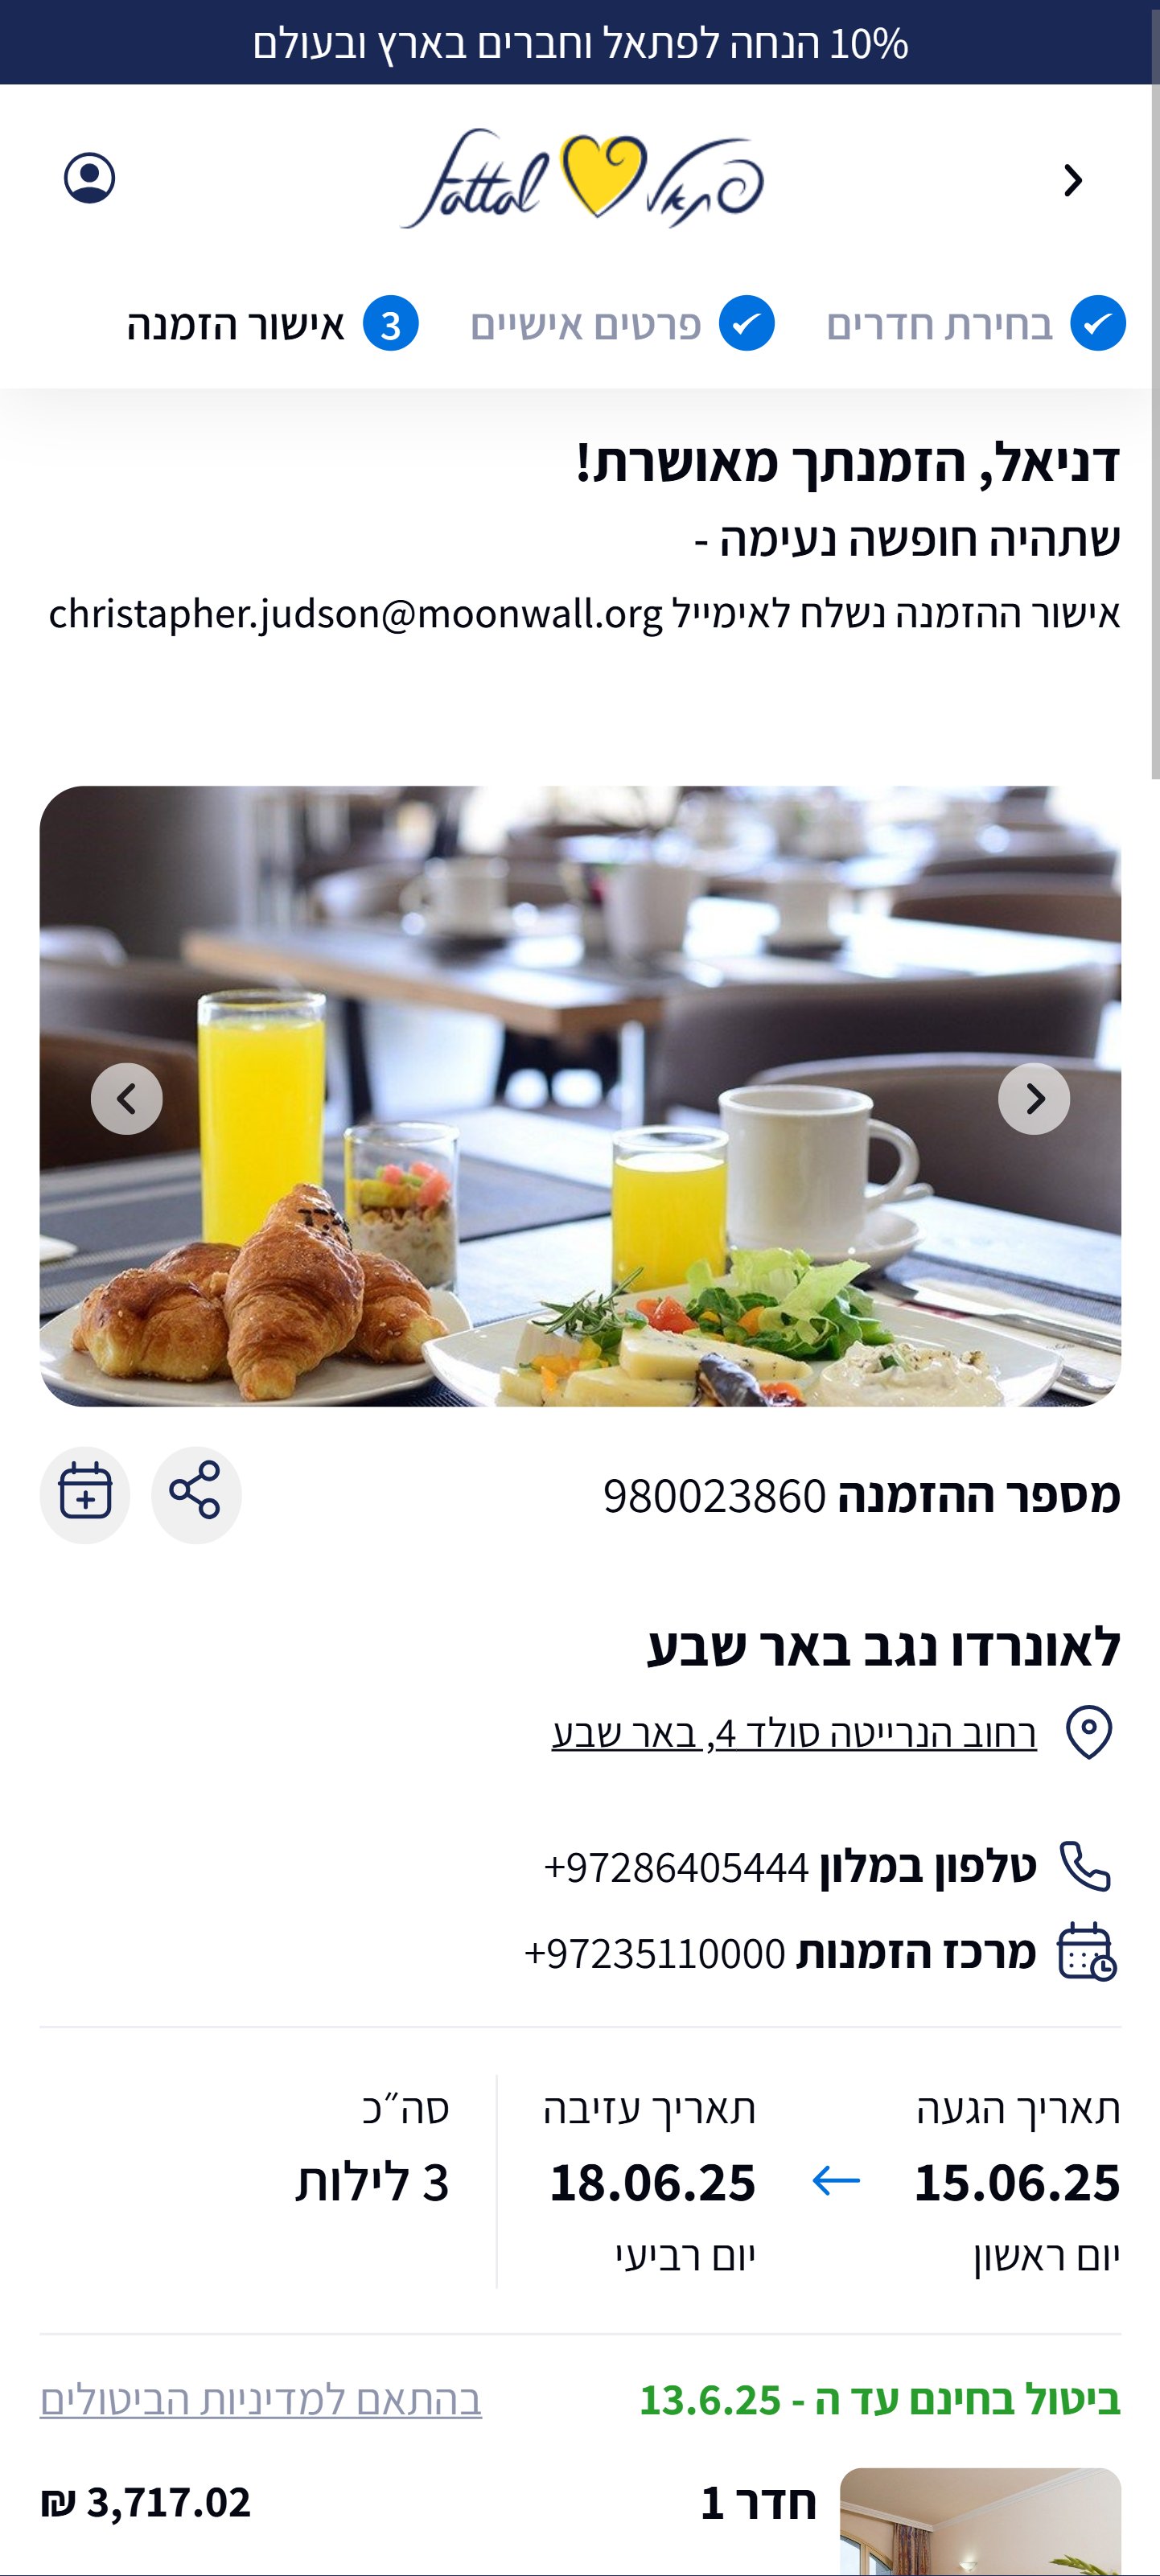 10% הנחה לפתאל וחברים בארץ ובעולם
פתאל fattal
בחירת חדרים פרטים אישיים 3 אישור הזמנה
דניאל, הזמנתך מאושרת!
שתהיה חופשה נעימה -
אישור ההזמנה נשלח לאימייל christapher.judson@moonwall.org
מספר ההזמנה 980023860
לאונרדו נגב באר שבע
רחוב הנרייטה סולד 4, באר שבע
טלפון במלון 97286405444+
מרכז הזמנות 97235110000+
תאריך הגעה תאריך עזיבה סה״כ
15.06.25 ← 18.06.25 3 לילות
יום ראשון יום רביעי
ביטול בחינם עד ה - 13.6.25 בהתאם למדיניות הביטולים
חדר 1 3,717.02 ₪